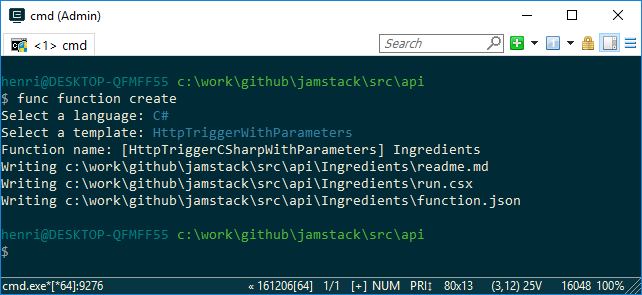 cmd (Admin)
<1> cmd
Search
henri@DESKTOP-QFMFF55 c:\work\github\jamstack\src\api
$ func function create
Select a language: C#
Select a template: HttpTriggerWithParameters
Function name: [HttpTriggerCSharpWithParameters] Ingredients
Writing c:\work\github\jamstack\src\api\Ingredients\readme.md
Writing c:\work\github\jamstack\src\api\Ingredients\run.csx
Writing c:\work\github\jamstack\src\api\Ingredients\function.json
henri@DESKTOP-QFMFF55 c:\work\github\jamstack\src\api
$
cmd.exe*[*64]:9276 « 161206[64] 1/1 [+] NUM PRI↕ 80x13 (3,12) 25V 16048 100%